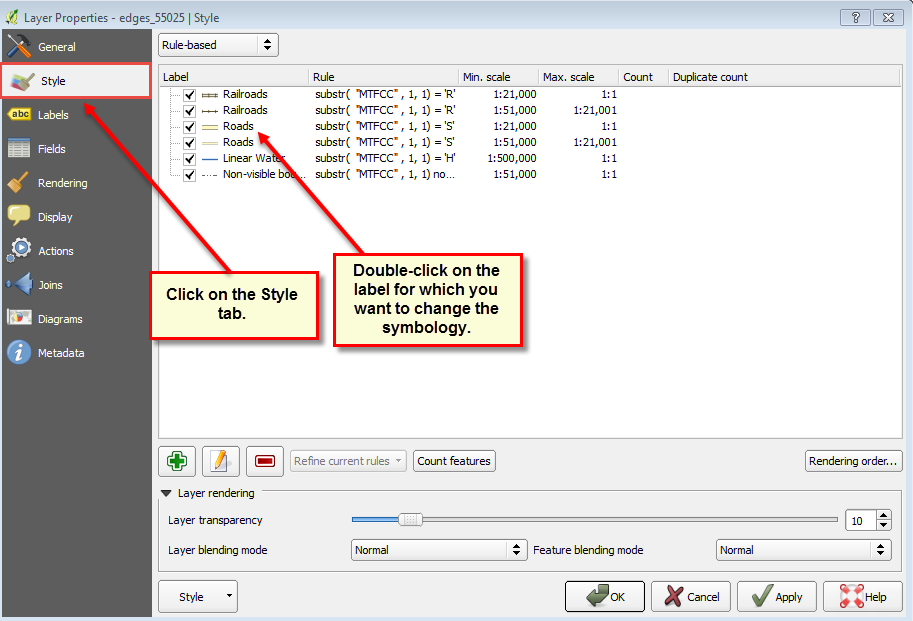 Layer Properties - edges_55025 | Style
?
General
Style
abc Labels
Fields
Rendering
Display
Actions
Joins
Diagrams
i Metadata
Rule-based
Label Rule Min. scale Max. scale Count Duplicate count
Railroads substr( "MTFCC" , 1, 1) = 'R' 1:21,000 1:1
Railroads substr( "MTFCC" , 1, 1) = 'R' 1:51,000 1:21,001
Roads substr( "MTFCC" , 1, 1) = 'S' 1:21,000 1:1
Roads substr( "MTFCC" , 1, 1) = 'S' 1:51,000 1:21,001
Linear Water substr( "MTFCC" , 1, 1) = 'H' 1:500,000 1:1
Non-visible bou... substr( "MTFCC" , 1, 1) no... 1:51,000 1:1
Click on the Style
tab.
Double-click on the
label for which you
want to change the
symbology.
Refine current rules Count features Rendering order...
Layer rendering
Layer transparency 10
Layer blending mode Normal Feature blending mode Normal
Style OK Cancel Apply Help